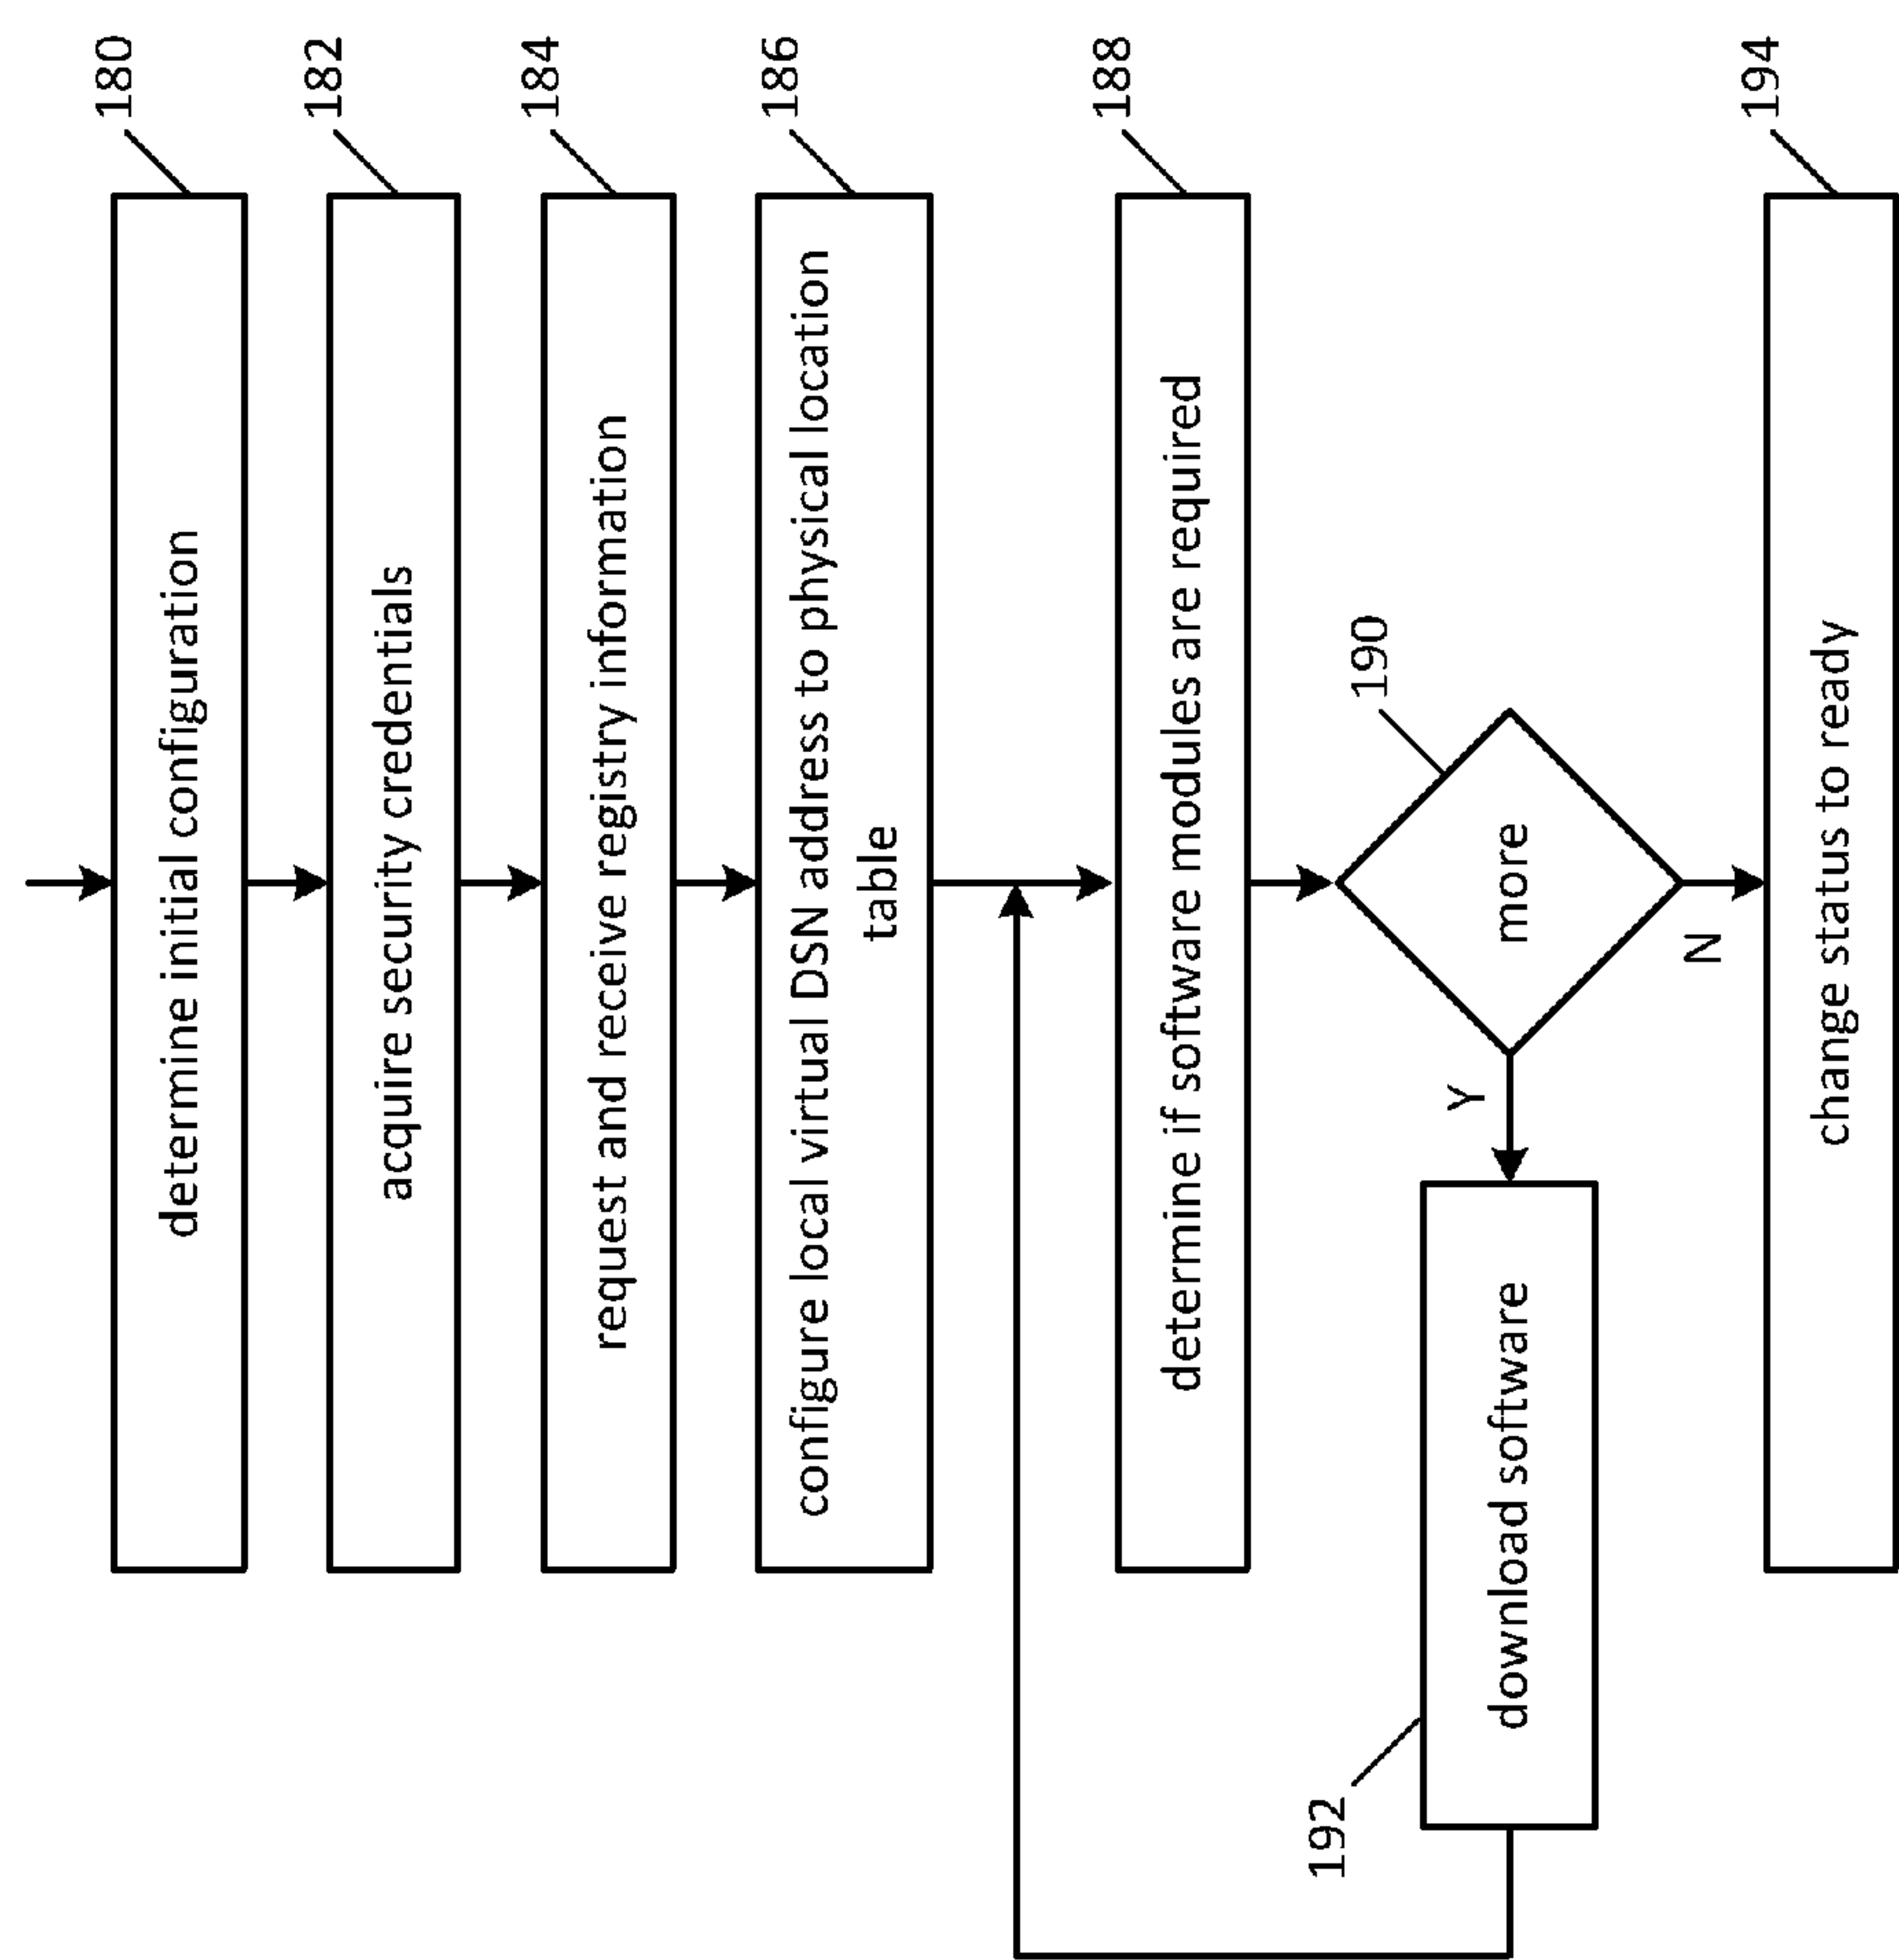 180
determine initial configuration
182
acquire security credentials
184
request and receive registry information
186
configure local virtual DSN address to physical location
table
188
determine if software modules are required
190
more
Y
N
192
download software
194
change status to ready